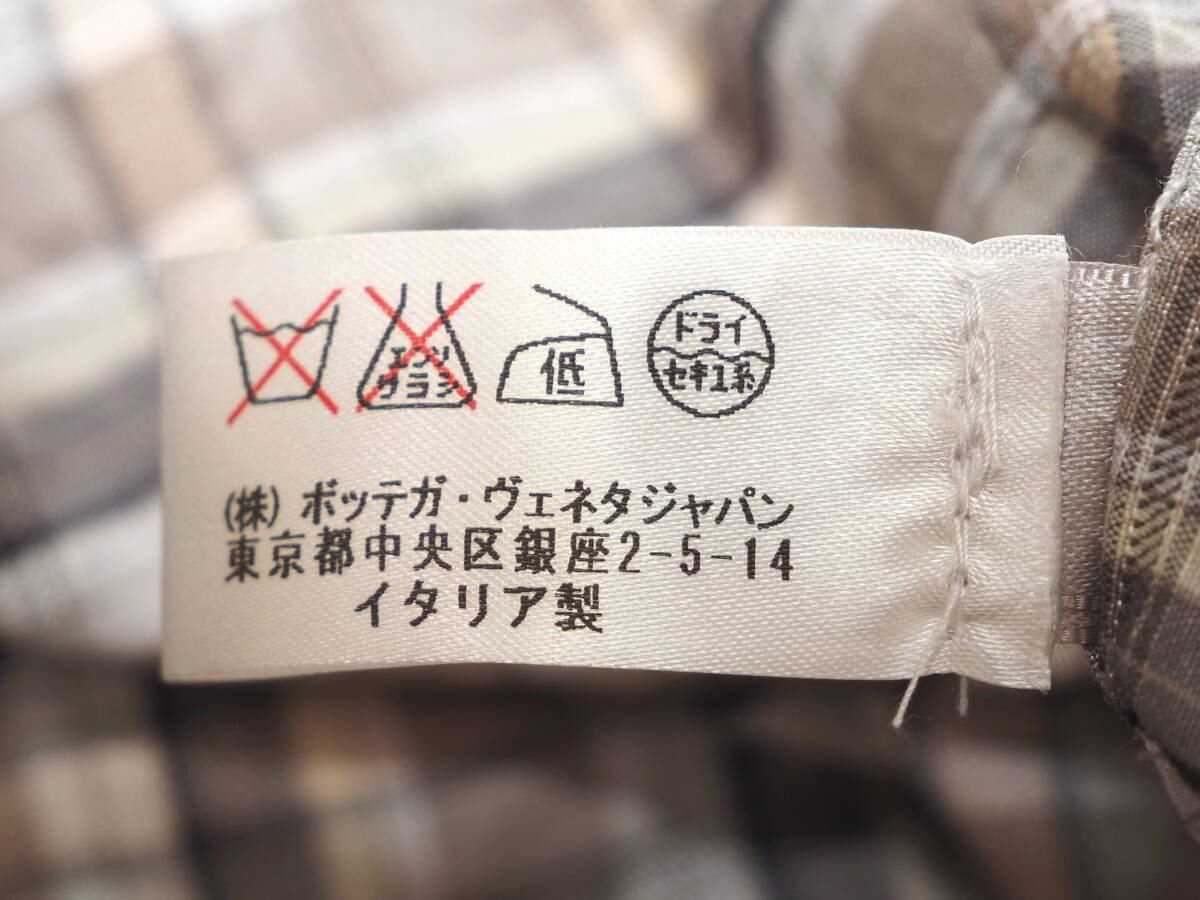 エンソ
サラシ
低
ドライ
セキユ系
(株) ボッテガ・ヴェネタジャパン
東京都中央区銀座2-5-14
イタリア製